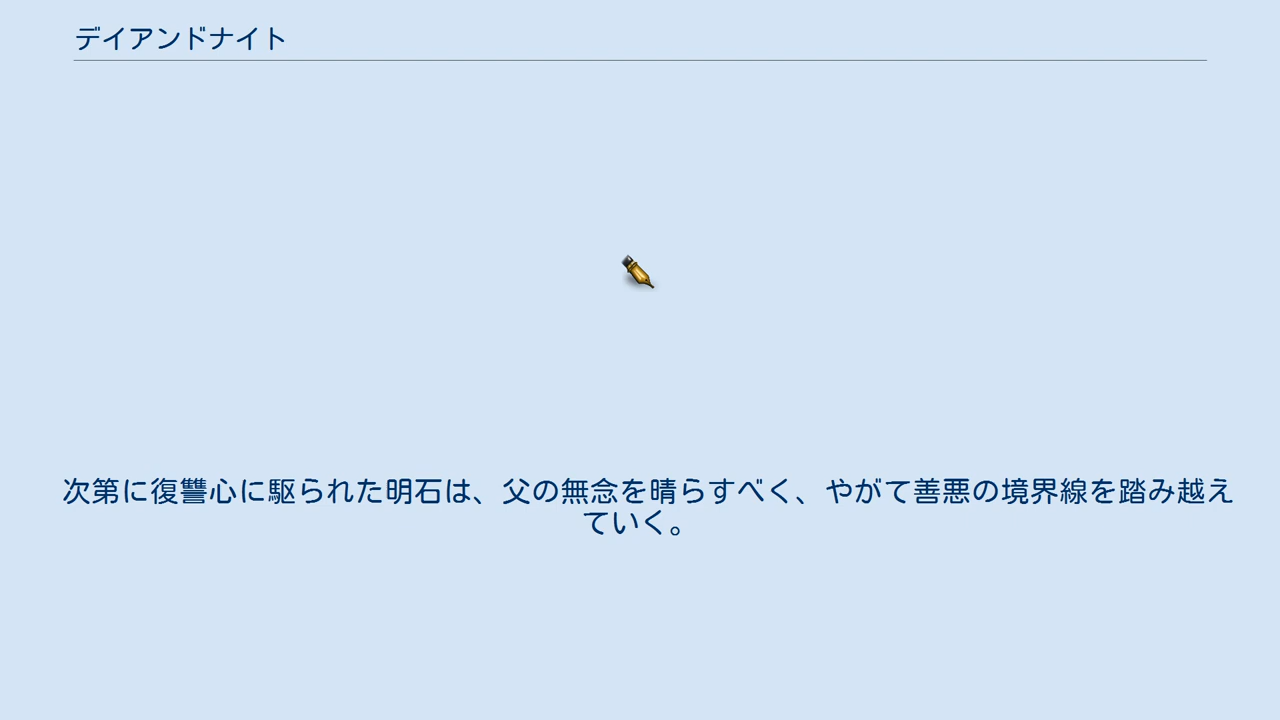 デイアンドナイト
次第に復讐心に駆られた明石は、父の無念を晴らすべく、やがて善悪の境界線を踏み越え
ていく。